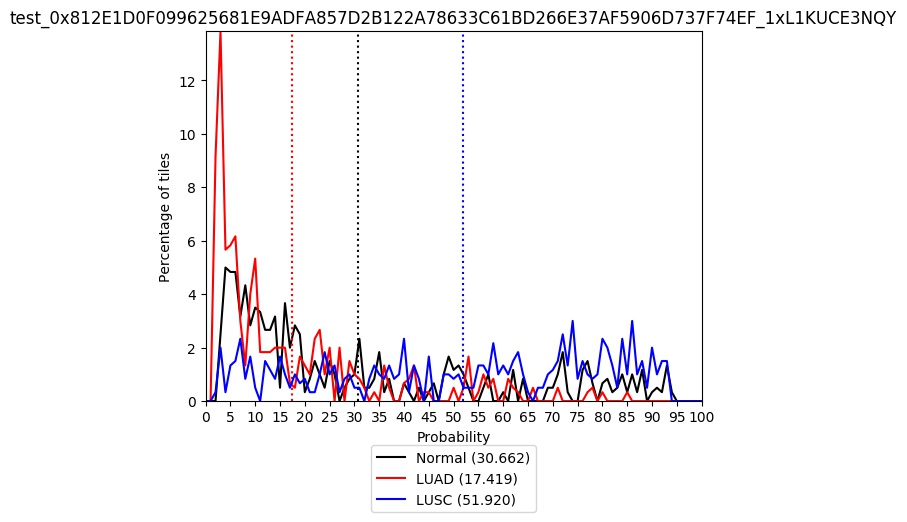 test_0x812E1D0F099625681E9ADFA857D2B122A78633C61BD266E37AF5906D737F74EF_1xL1KUCE3NQY
12
10
8
6
4
2
0
Percentage of tiles
0 5 10 15 20 25 30 35 40 45 50 55 60 65 70 75 80 85 90 95 100
Probability
Normal (30.662)
LUAD (17.419)
LUSC (51.920)